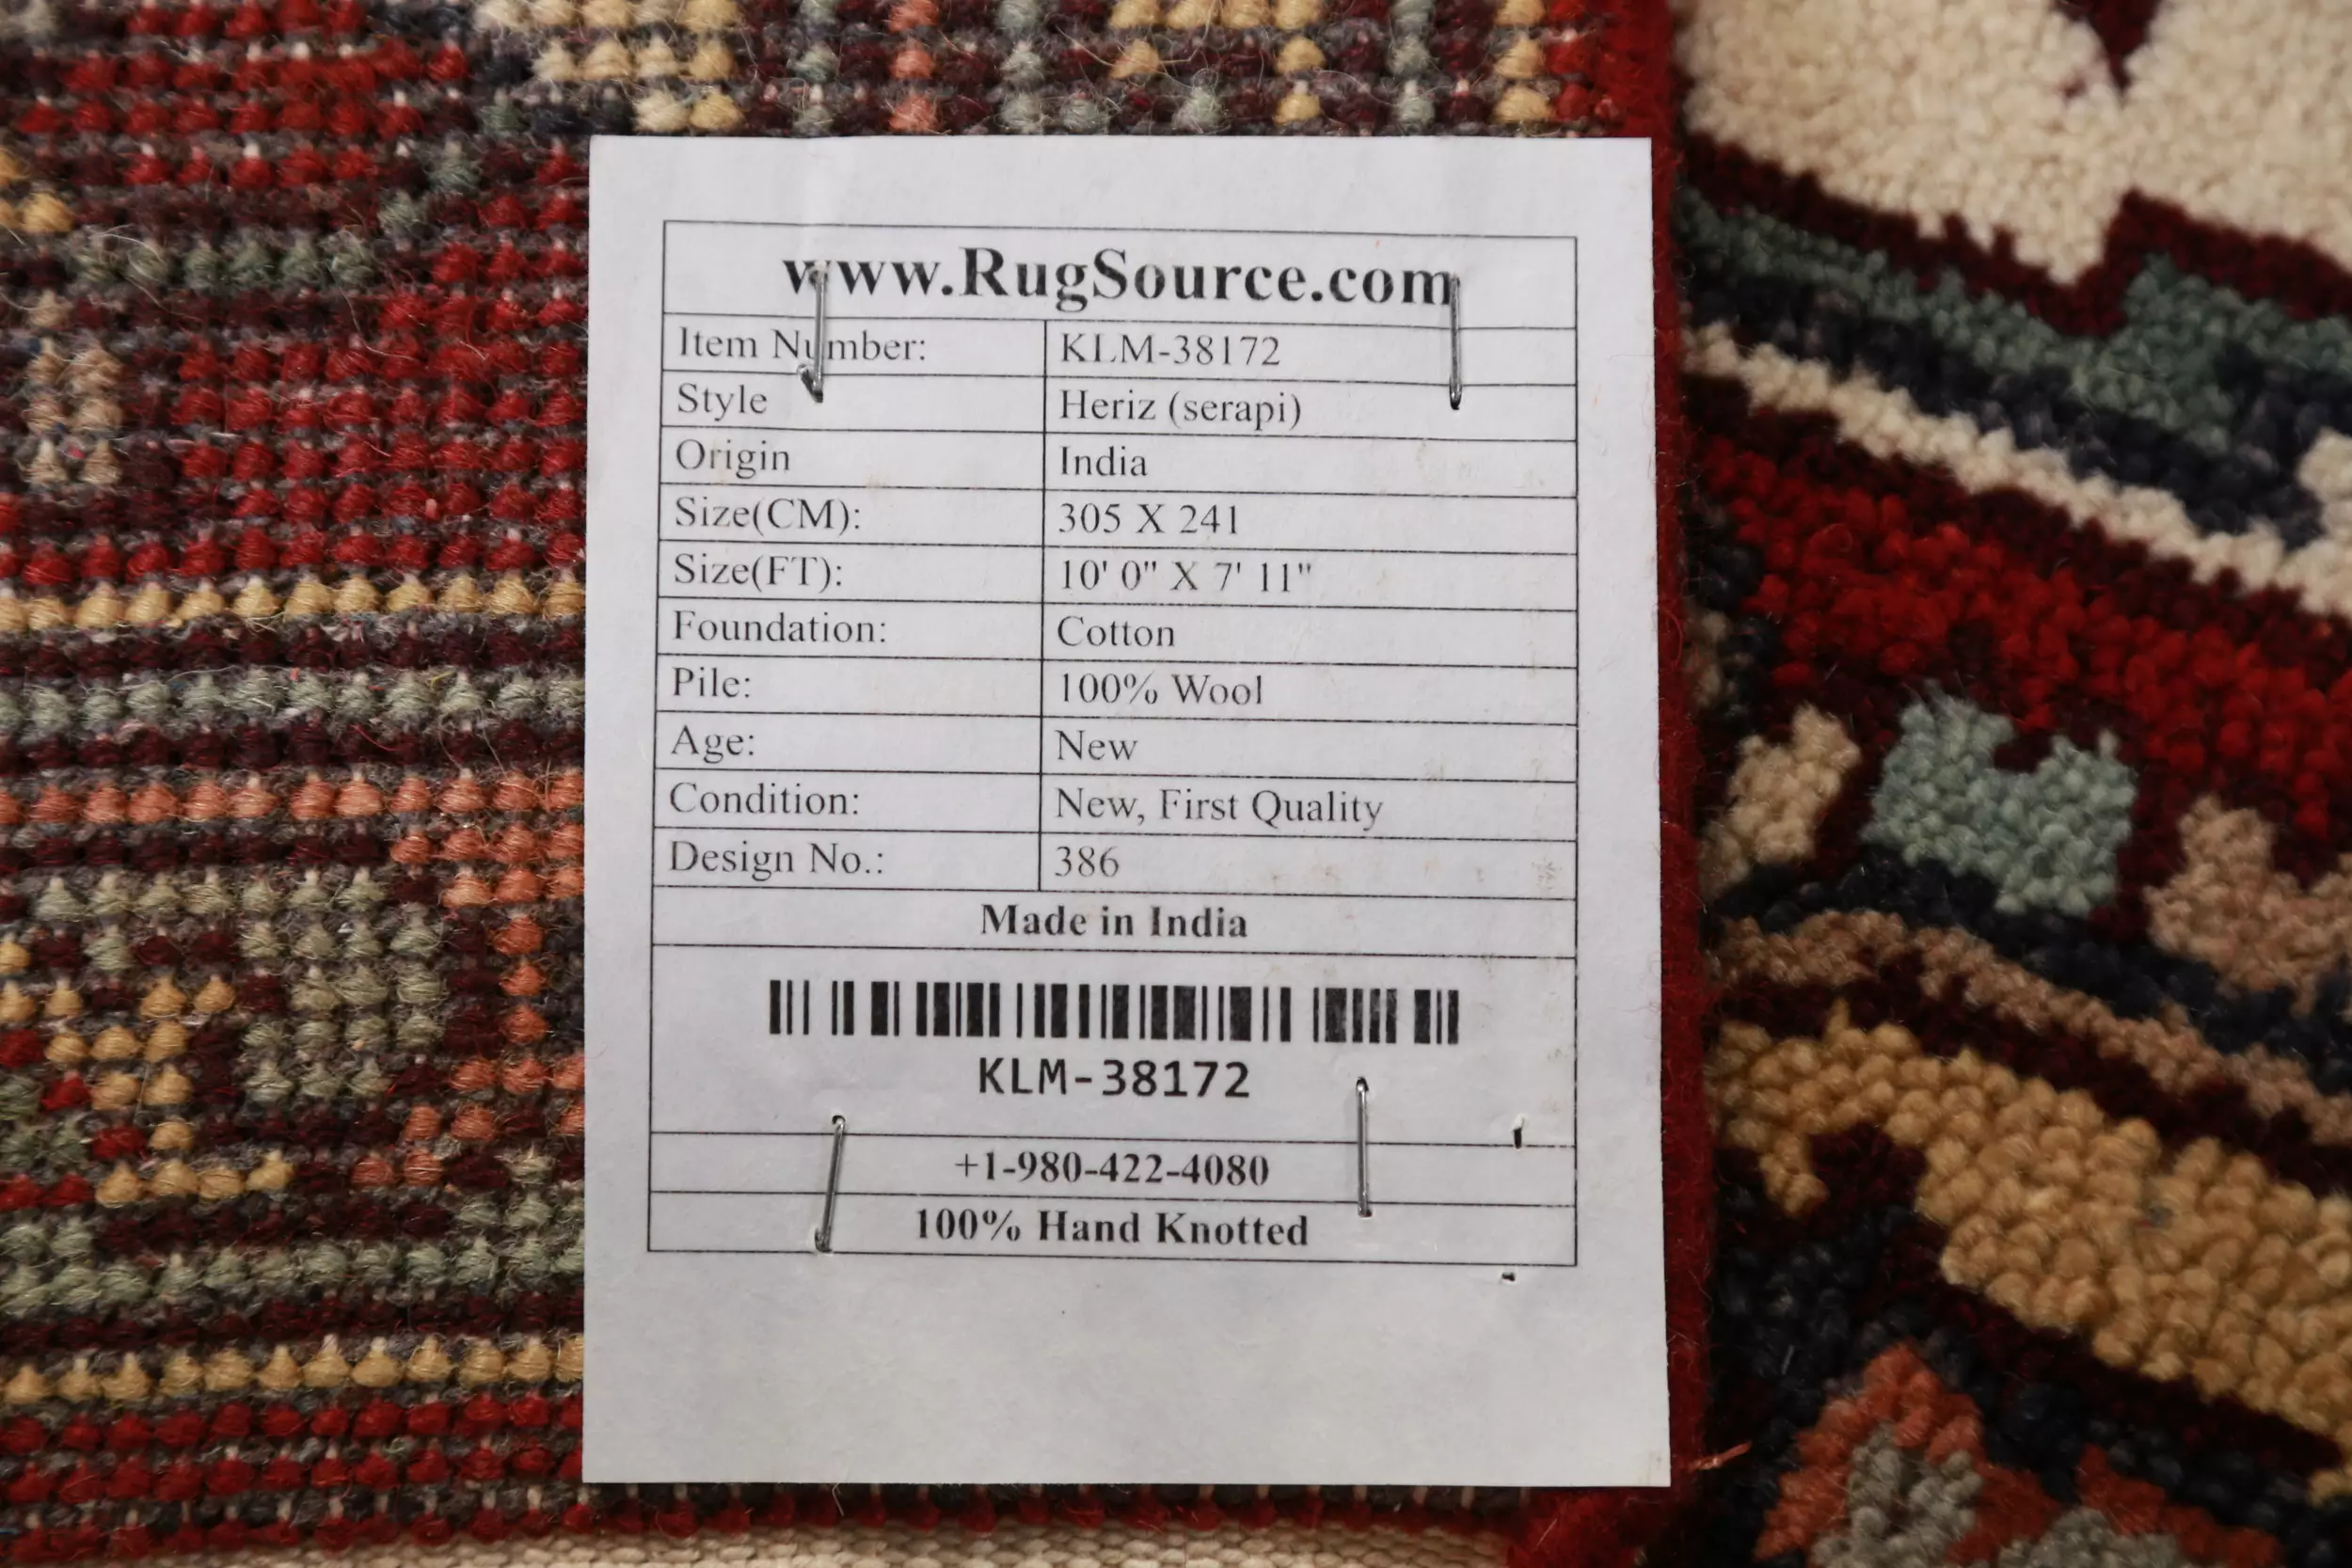 www.RugSource.com
Item Number: KLM-38172
Style Heriz (serapi)
Origin India
Size(CM): 305 X 241
Size(FT): 10' 0" X 7' 11"
Foundation: Cotton
Pile: 100% Wool
Age: New
Condition: New, First Quality
Design No.: 386
Made in India
KLM-38172
+1-980-422-4080
100% Hand Knotted